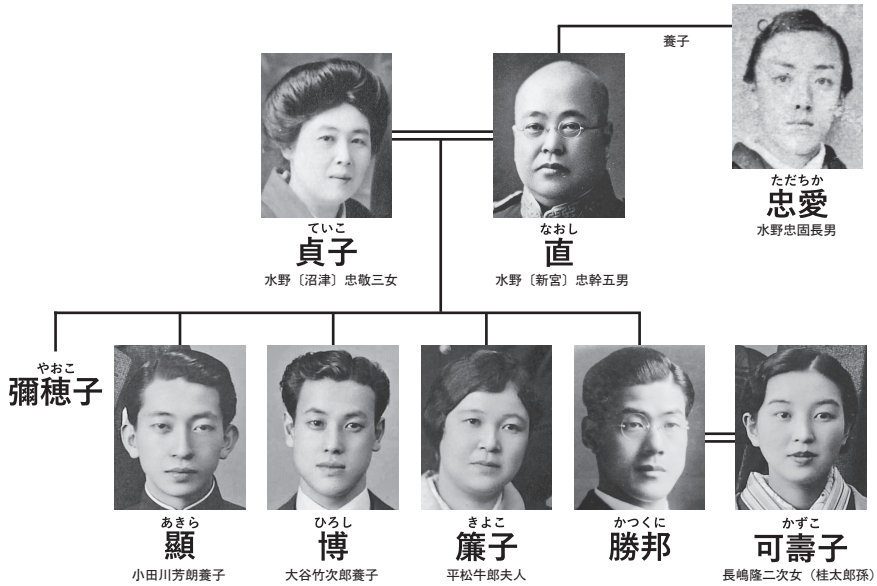 養子
ただちか
忠愛
水野忠固長男
ていこ
貞子
水野〔沼津〕忠敬三女
なおし
直
水野〔新宮〕忠幹五男
やおこ
彌穂子
あきら
顯
小田川芳朗養子
ひろし
博
大谷竹次郎養子
きよこ
簾子
平松牛郎夫人
かつくに
勝邦
かずこ
可壽子
長嶋隆二次女（桂太郎孫）